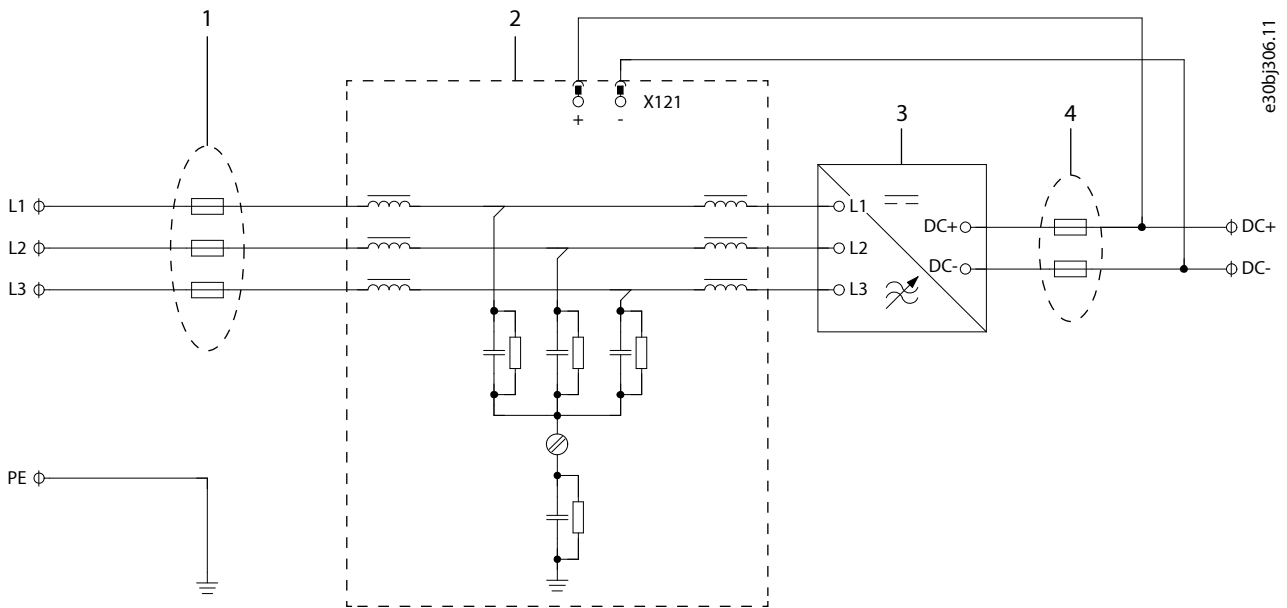 1
2
e30bj306.11
X121
+
-
3
4
L1
L1
DC+
DC+
L2
L2
DC-
DC-
L3
L3
PE